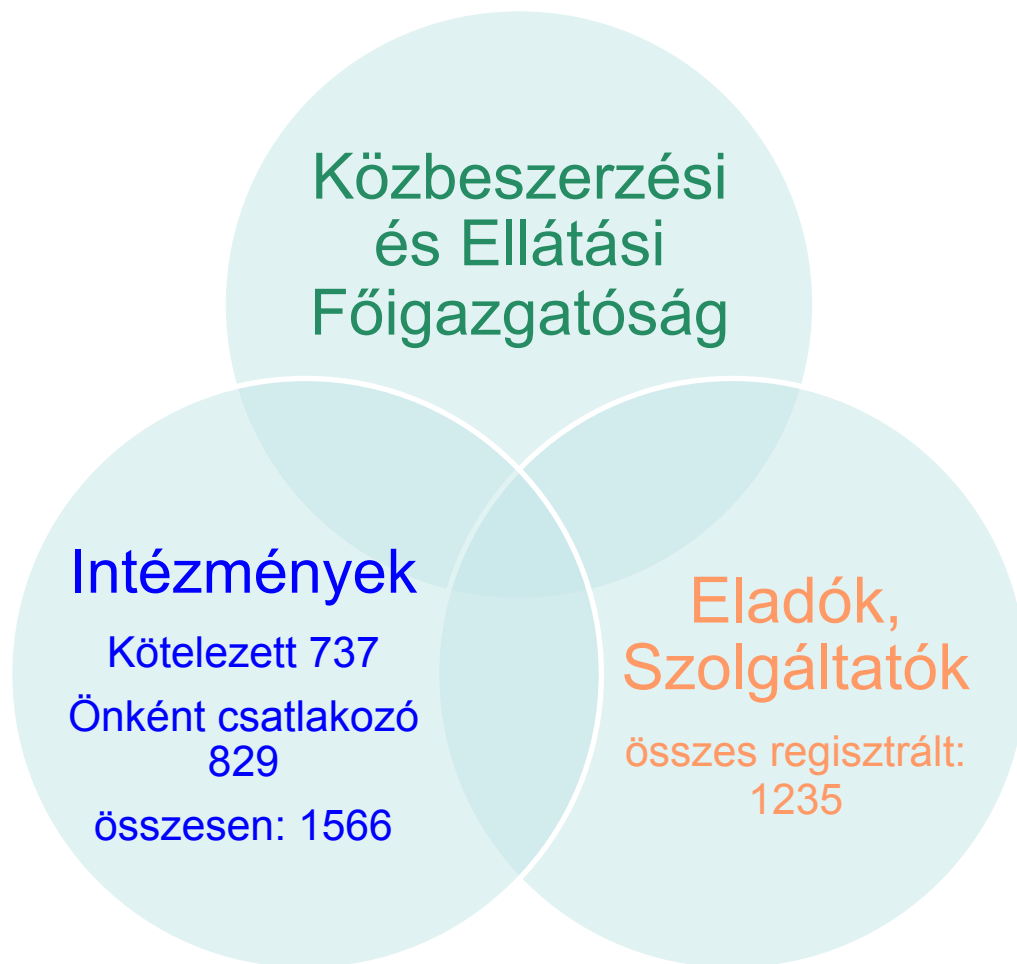 Közbeszerzési
és Ellátási
Főigazgatóság
Intézmények
Kötelezett 737
Önként csatlakozó
829
összesen: 1566
Eladók,
Szolgáltatók
összes regisztrált:
1235